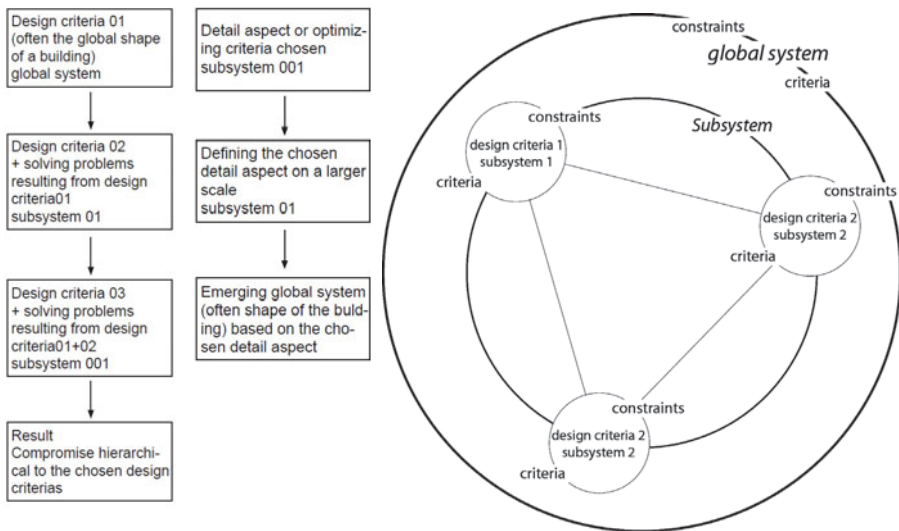 Design criteria 01
(often the global shape
of a building)
global system
Design criteria 02
+ solving problems
resulting from design
criteria01
subsystem 01
Design criteria 03
+ solving problems
resulting from design
criteria01+02
subsystem 001
Result
Compromise hierarchi-
cal to the chosen design
criterias
Detail aspect or optimiz-
ing criteria chosen
subsystem 001
Defining the chosen
detail aspect on a larger
scale
subsystem 01
Emerging global system
(often shape of the buld-
ing) based on the cho-
sen detail aspect
constraints
global system
criteria
Subsystem
constraints
design criteria 1
subsystem 1
criteria
constraints
design criteria 2
subsystem 2
criteria
constraints
design criteria 2
subsystem 2
criteria